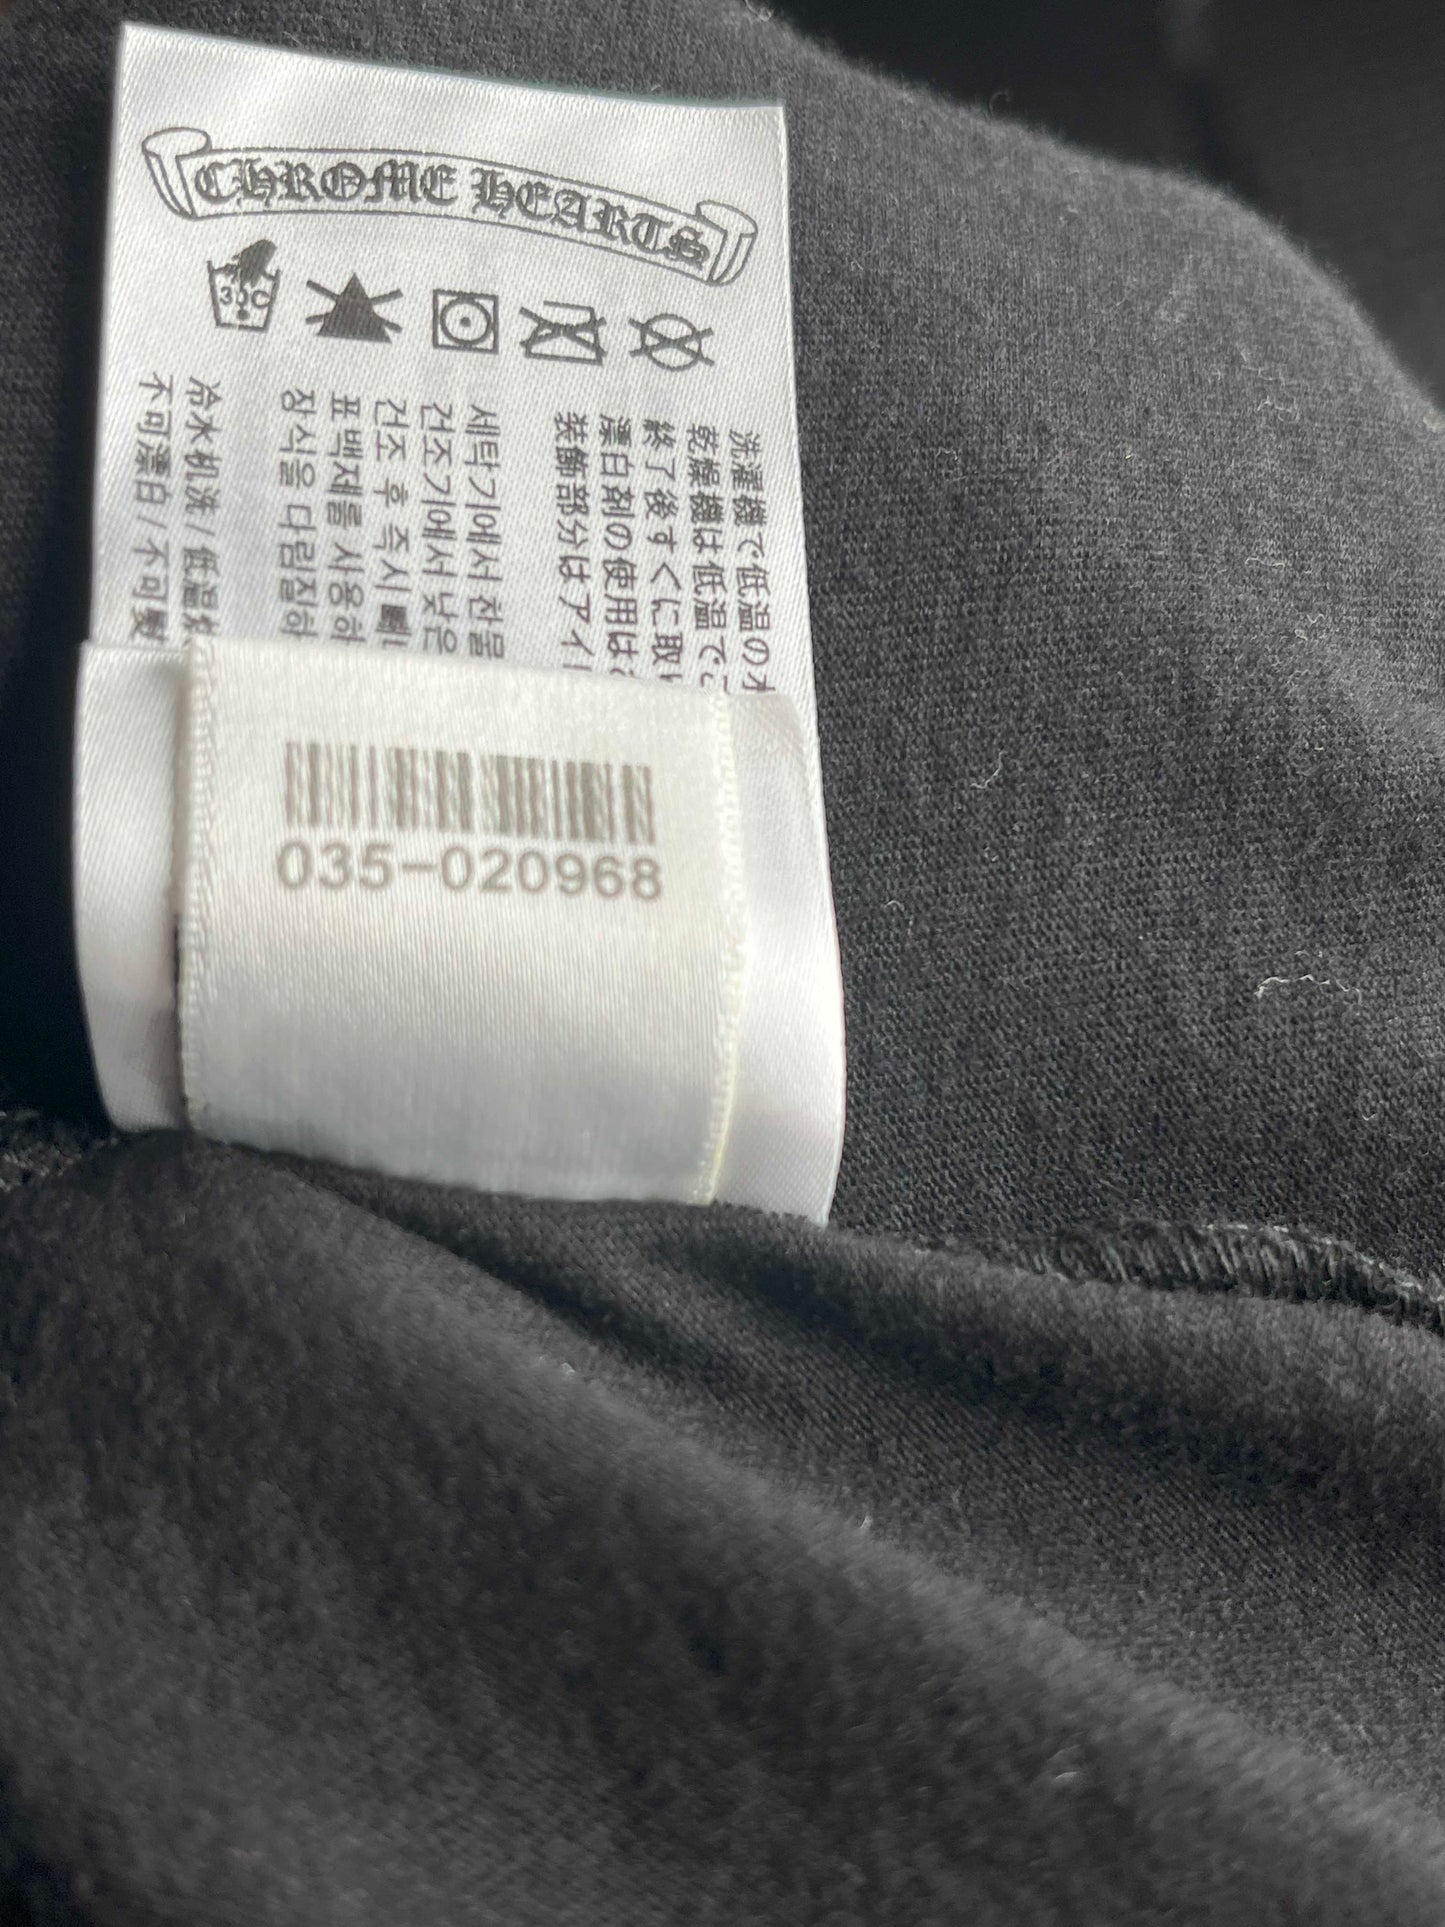 CHROME HEARTS
30C
洗濯機で低温の
乾燥機は低温でご
終了後すぐに取
漂白剤の使用は
装飾部分はアイ
세탁기에서 찬물
건조기에서 낮은
건조 후 즉시
표백제를 사용하
장식을 다림질하
冷水机洗/低温
不可漂白/不可熨
035-020968